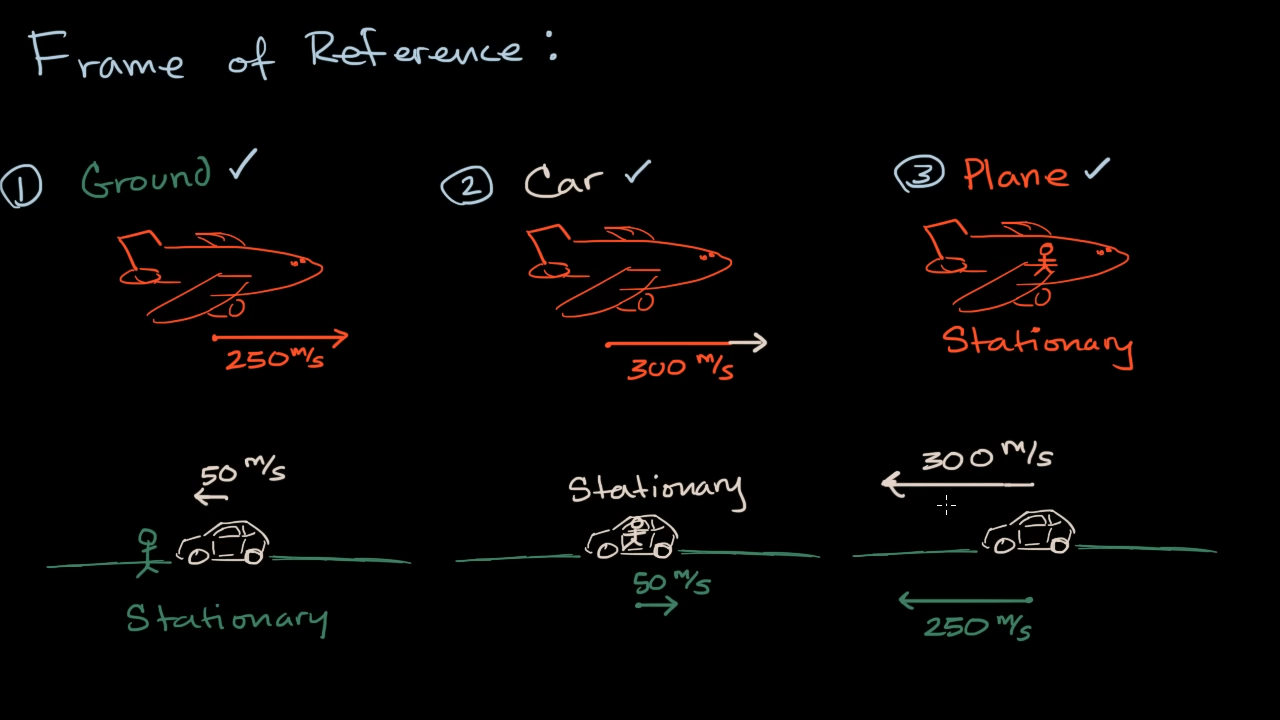 Frame of Reference:
1 Ground ✓
2 Car ✓
3 Plane ✓
250 m/s
300 m/s
Stationary
50 m/s
Stationary
300 m/s
Stationary
50 m/s
250 m/s